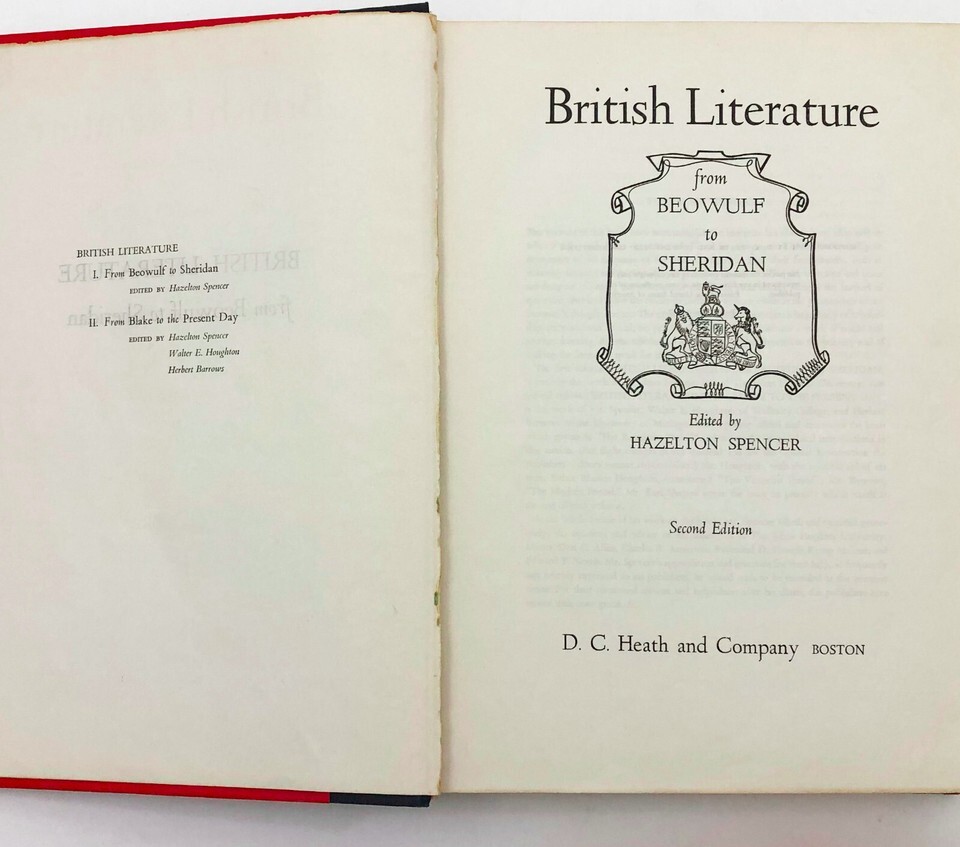 BRITISH LITERATURE
I. From Beowulf to Sheridan
EDITED BY Hazelton Spencer
II. From Blake to the Present Day
EDITED BY Hazelton Spencer
Walter E. Houghton
Herbert Barrows
British Literature
from
BEOWULF
to
SHERIDAN
Edited by
HAZELTON SPENCER
Second Edition
D. C. Heath and Company BOSTON